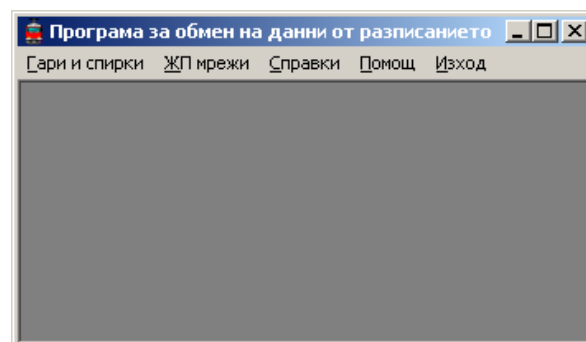 Програма за обмен на данни от разписанието
Гари и спирки ЖП мрежи Справки Помощ Изход